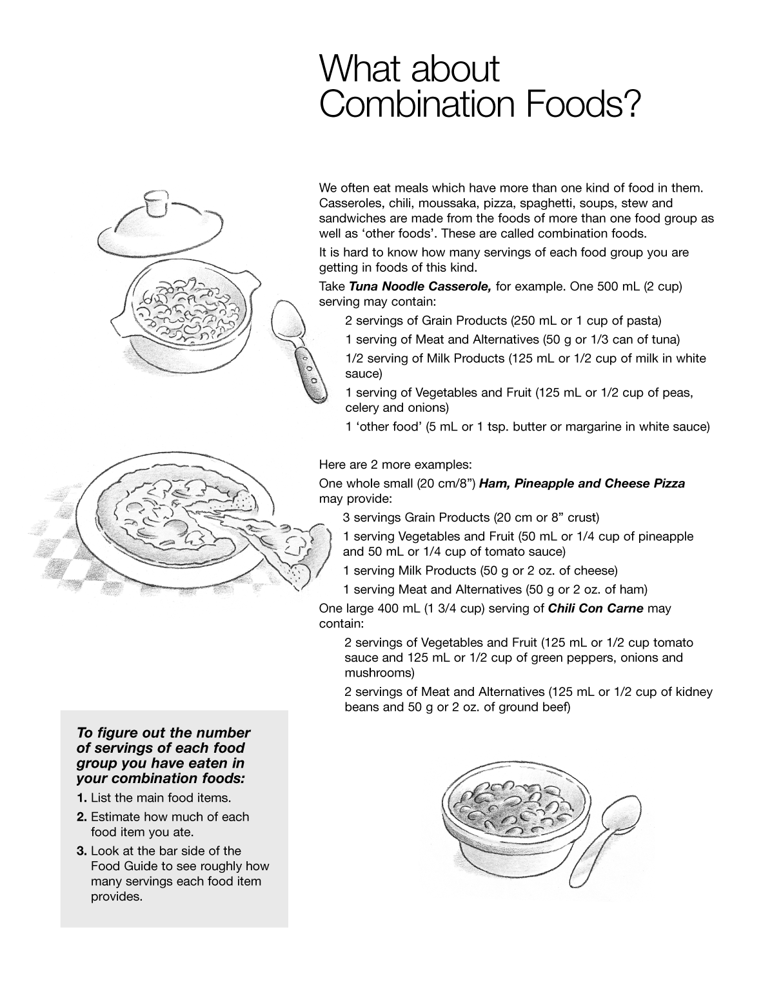 What about
Combination Foods?
We often eat meals which have more than one kind of food in them.
Casseroles, chili, moussaka, pizza, spaghetti, soups, stew and
sandwiches are made from the foods of more than one food group as
well as ‘other foods’. These are called combination foods.
It is hard to know how many servings of each food group you are
getting in foods of this kind.
Take Tuna Noodle Casserole, for example. One 500 mL (2 cup)
serving may contain:
2 servings of Grain Products (250 mL or 1 cup of pasta)
1 serving of Meat and Alternatives (50 g or 1/3 can of tuna)
1/2 serving of Milk Products (125 mL or 1/2 cup of milk in white
sauce)
1 serving of Vegetables and Fruit (125 mL or 1/2 cup of peas,
celery and onions)
1 ‘other food’ (5 mL or 1 tsp. butter or margarine in white sauce)
Here are 2 more examples:
One whole small (20 cm/8”) Ham, Pineapple and Cheese Pizza
may provide:
3 servings Grain Products (20 cm or 8” crust)
1 serving Vegetables and Fruit (50 mL or 1/4 cup of pineapple
and 50 mL or 1/4 cup of tomato sauce)
1 serving Milk Products (50 g or 2 oz. of cheese)
1 serving Meat and Alternatives (50 g or 2 oz. of ham)
One large 400 mL (1 3/4 cup) serving of Chili Con Carne may
contain:
2 servings of Vegetables and Fruit (125 mL or 1/2 cup tomato
sauce and 125 mL or 1/2 cup of green peppers, onions and
mushrooms)
2 servings of Meat and Alternatives (125 mL or 1/2 cup of kidney
beans and 50 g or 2 oz. of ground beef)
To figure out the number
of servings of each food
group you have eaten in
your combination foods:
1. List the main food items.
2. Estimate how much of each
food item you ate.
3. Look at the bar side of the
Food Guide to see roughly how
many servings each food item
provides.